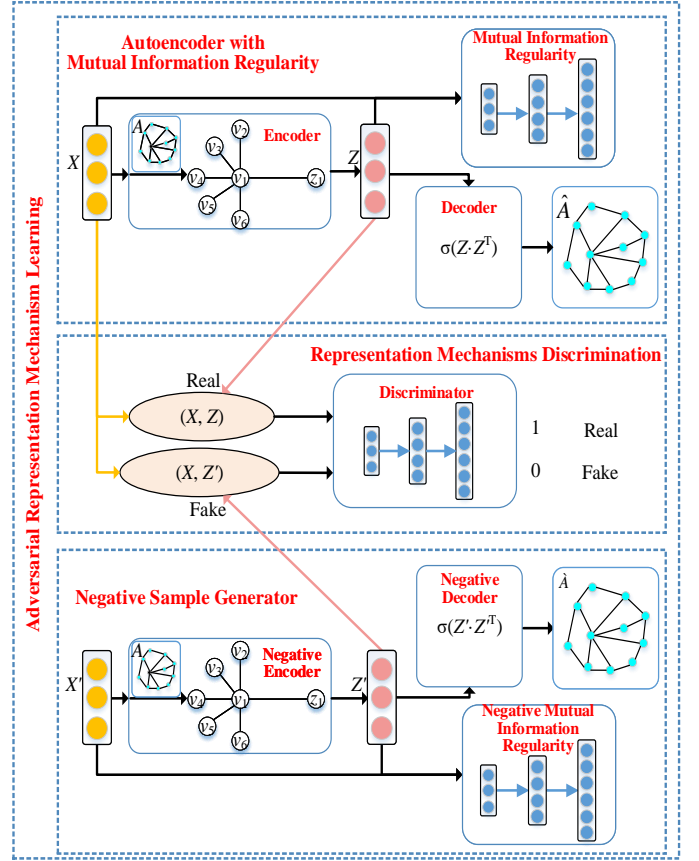 Adversarial Representation Mechanism Learning
Autoencoder with
Mutual Information Regularity
Mutual Information
Regularity
X
A
Encoder
v2
v3
v4
v1
z1
v5
v6
Z
Decoder
σ(Z·Zᵀ)
Â
Representation Mechanisms Discrimination
Real
(X, Z)
(X, Z')
Fake
Discriminator
1 Real
0 Fake
Negative Sample Generator
X'
A
Negative
Encoder
v2
v3
v4
v1
z1
v5
v6
Z'
Negative
Decoder
σ(Z'·Z'ᵀ)
À
Negative Mutual
Information
Regularity